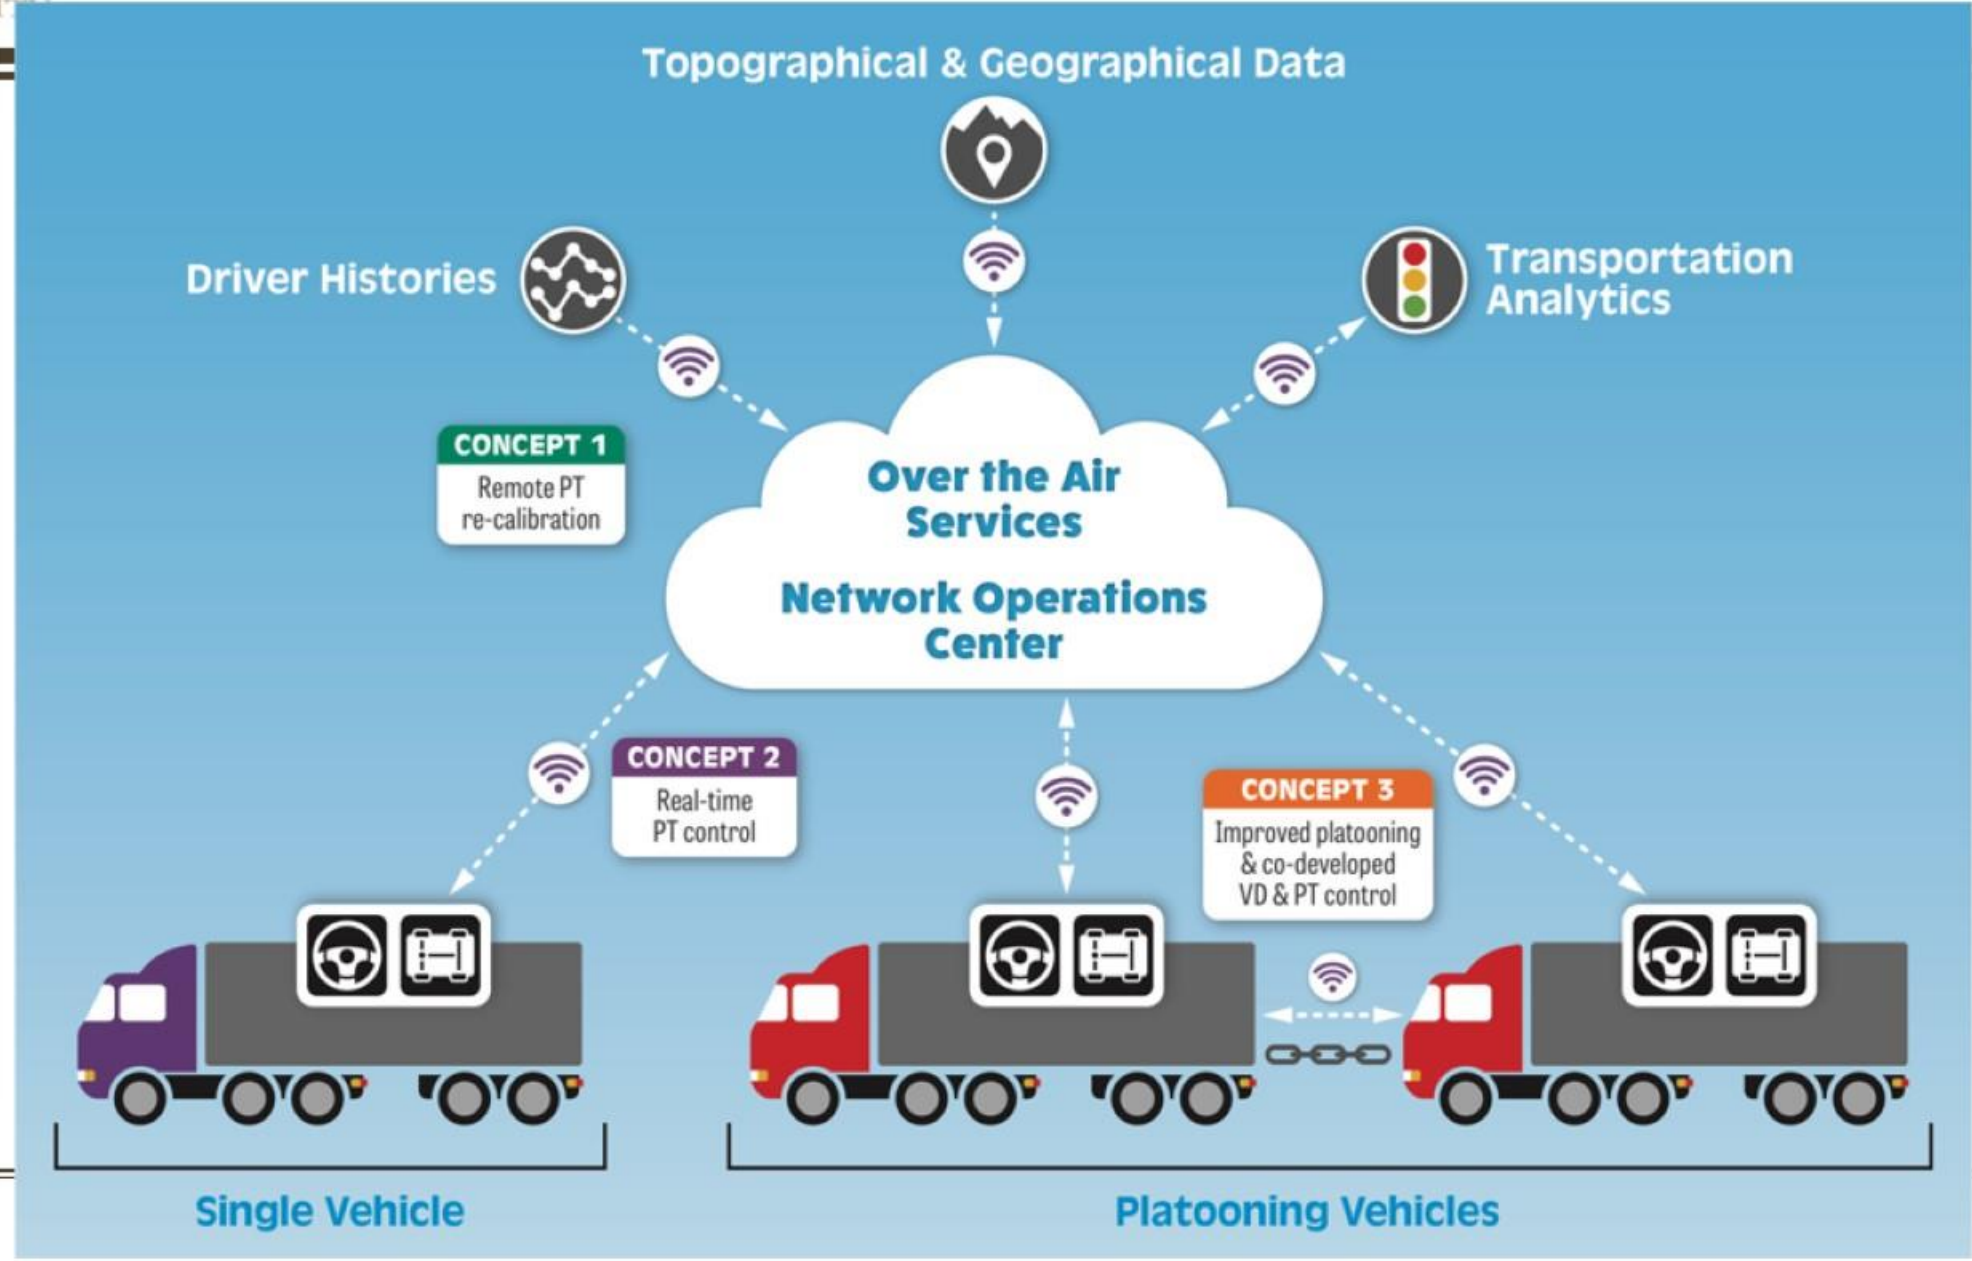 Topographical & Geographical Data
Driver Histories
Transportation
Analytics
CONCEPT 1
Remote PT
re-calibration
Over the Air
Services
Network Operations
Center
CONCEPT 2
Real-time
PT control
CONCEPT 3
Improved platooning
& co-developed
VD & PT control
Single Vehicle
Platooning Vehicles